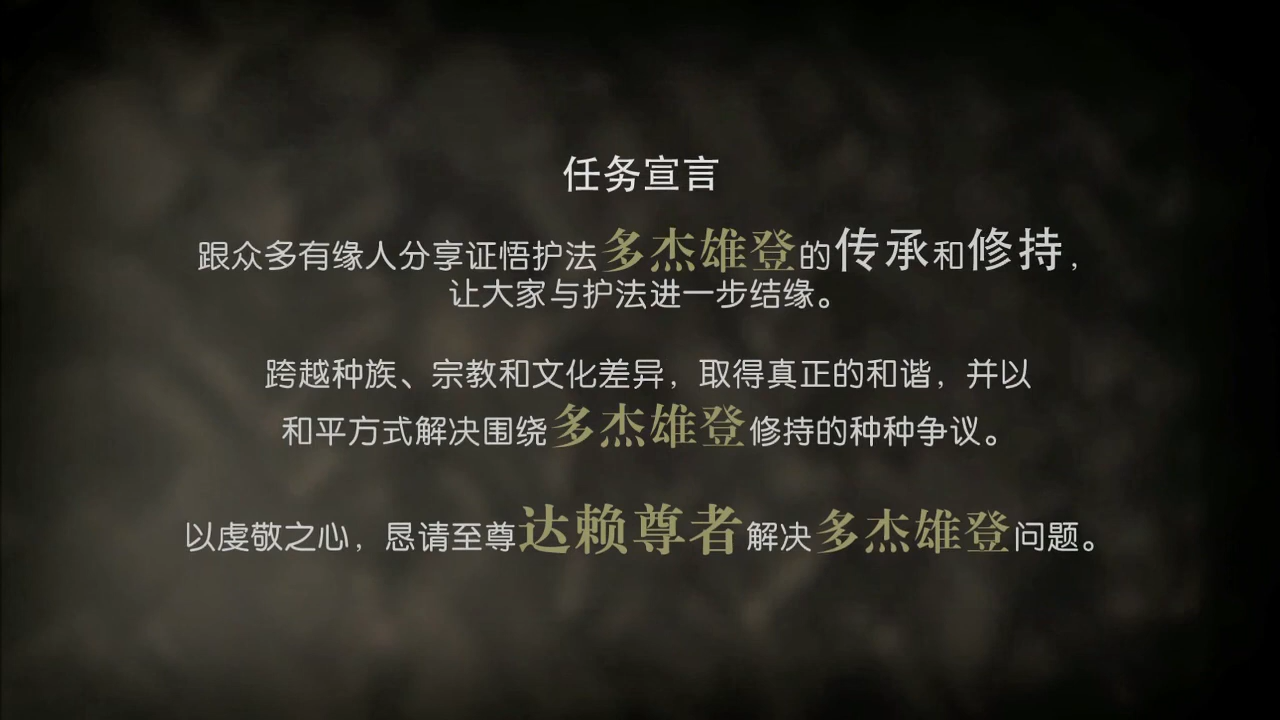 任务宣言
跟众多有缘人分享证悟护法多杰雄登的传承和修持，
让大家与护法进一步结缘。
跨越种族、宗教和文化差异，取得真正的和谐，并以
和平方式解决围绕多杰雄登修持的种种争议。
以虔敬之心，恳请至尊达赖尊者解决多杰雄登问题。